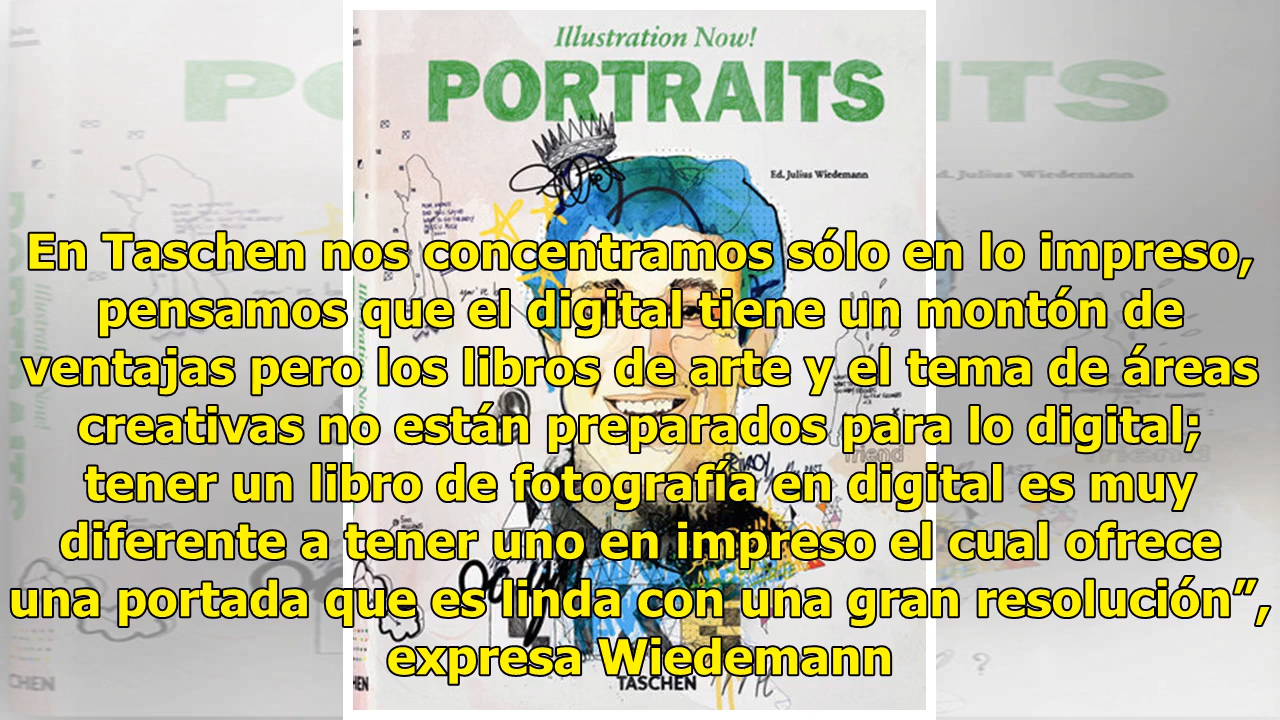 Illustration Now!
PORTRAITS
Ed. Julius Wiedemann
En Taschen nos concentramos sólo en lo impreso,
pensamos que el digital tiene un montón de
ventajas pero los libros de arte y el tema de áreas
creativas no están preparados para lo digital;
tener un libro de fotografía en digital es muy
diferente a tener uno en impreso el cual ofrece
una portada que es linda con una gran resolución”,
expresa Wiedemann
friend
PRIVACY
TASCHEN